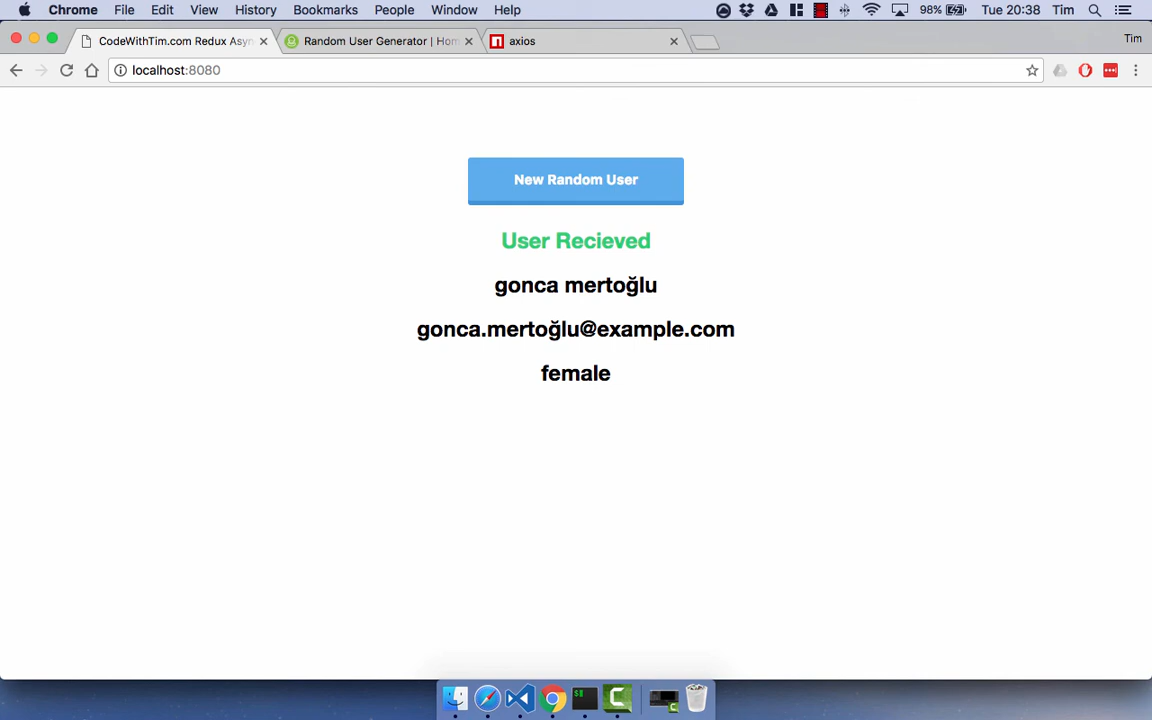 Chrome File Edit View History Bookmarks People Window Help 98% Tue 20:38 Tim
CodeWithTim.com Redux Asyn Random User Generator | Hom axios Tim
localhost:8080
New Random User
User Recieved
gonca mertoğlu
gonca.mertoğlu@example.com
female